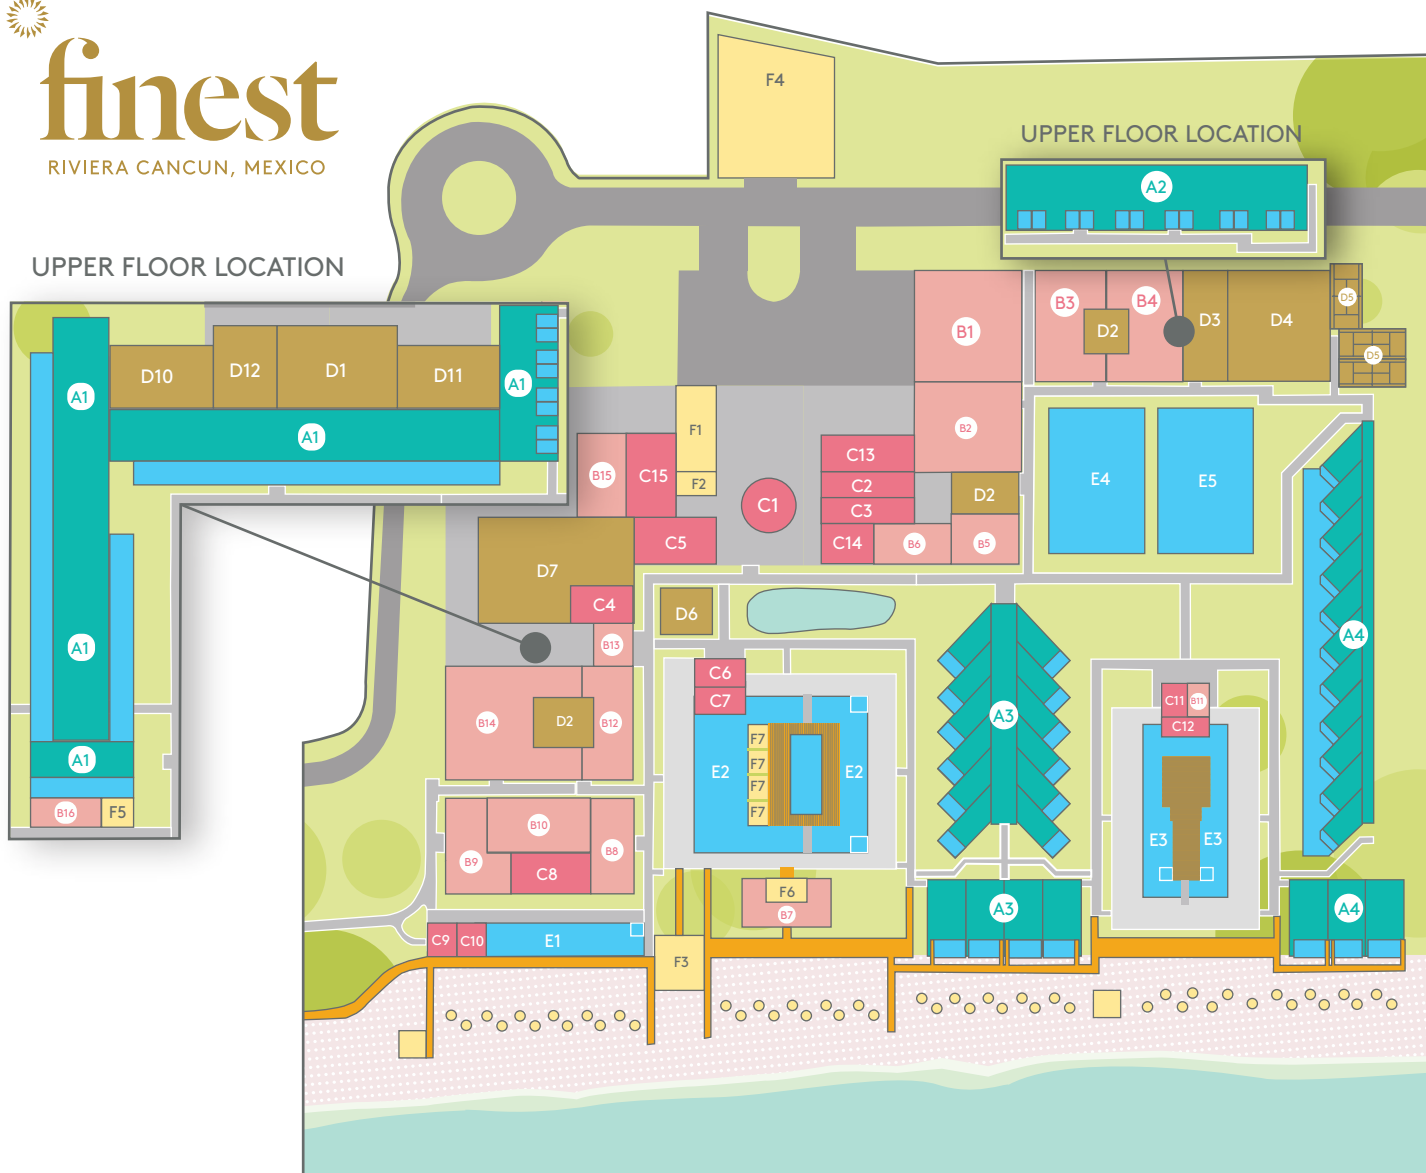 finest
RIVIERA CANCUN, MEXICO
F4
UPPER FLOOR LOCATION
A2
UPPER FLOOR LOCATION
B1
B3
B4
D2
D3
D4
D5
D5
D10
D12
D1
D11
A1
A1
A1
A1
A1
B16
F5
F1
F2
B15
C15
C5
C1
C13
C2
C3
C14
B6
B2
D2
B5
E4
E5
D7
C4
B13
D6
B14
D2
B12
C6
C7
E2
F7
F7
F7
F7
E2
A3
A4
C11
B11
C12
E3
E3
B10
B9
C8
B8
F6
B7
A3
A4
C9
C10
E1
F3